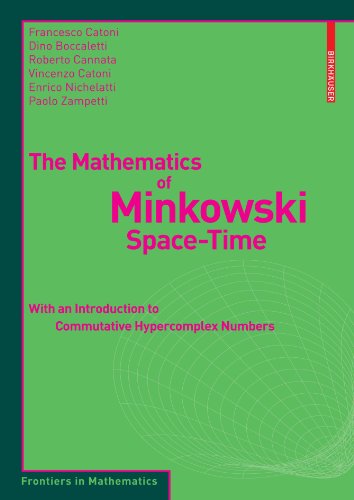 Francesco Catoni
Dino Boccaletti
Roberto Cannata
Vincenzo Catoni
Enrico Nichelatti
Paolo Zampetti
BIRKHAUSER
The Mathematics
of
Minkowski
Space-Time
With an Introduction to
Commutative Hypercomplex Numbers
Frontiers in Mathematics